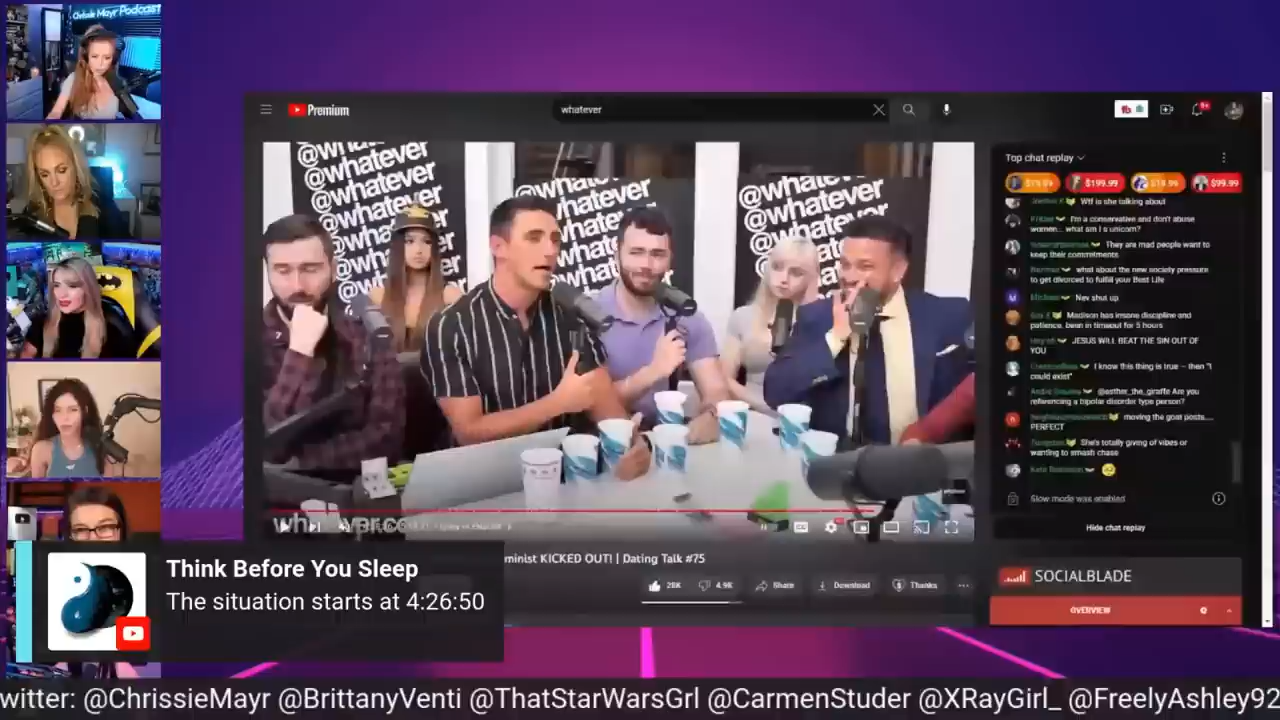 Chrissie Mayr Podcast
Premium
whatever
@whatever
@whatever
@whatever
@whatever
@whatever
@whatever
@whatever
@whatever
@whatever
@whatever
Top chat replay
$199.99
$99.99
Wtf is she talking about
I'm a conservative and don't abuse
women... what am I a unicorn?
They are mad people want to
keep their commitments
what about the new society pressure
to get divorced to fulfill your Best Life
Nev shut up
Madison has insane discipline and
patience, been in timeout for 5 hours
JESUS WILL BEAT THE SIN OUT OF
YOU
I know this thing is true -- then "I
could exist"
@esther_the_giraffe Are you
referencing a bipolar disorder type person?
moving the goat posts....
PERFECT
She's totally giving of vibes or
wanting to smash chase
Slow mode was enabled
Hide chat replay
minist KICKED OUT! | Dating Talk #75
28K
4.9K
Share
Download
Thanks
SOCIALBLADE
OVERVIEW
Think Before You Sleep
The situation starts at 4:26:50
witter: @ChrissieMayr @BrittanyVenti @ThatStarWarsGrl @CarmenStuder @XRayGirl_ @FreelyAshley92